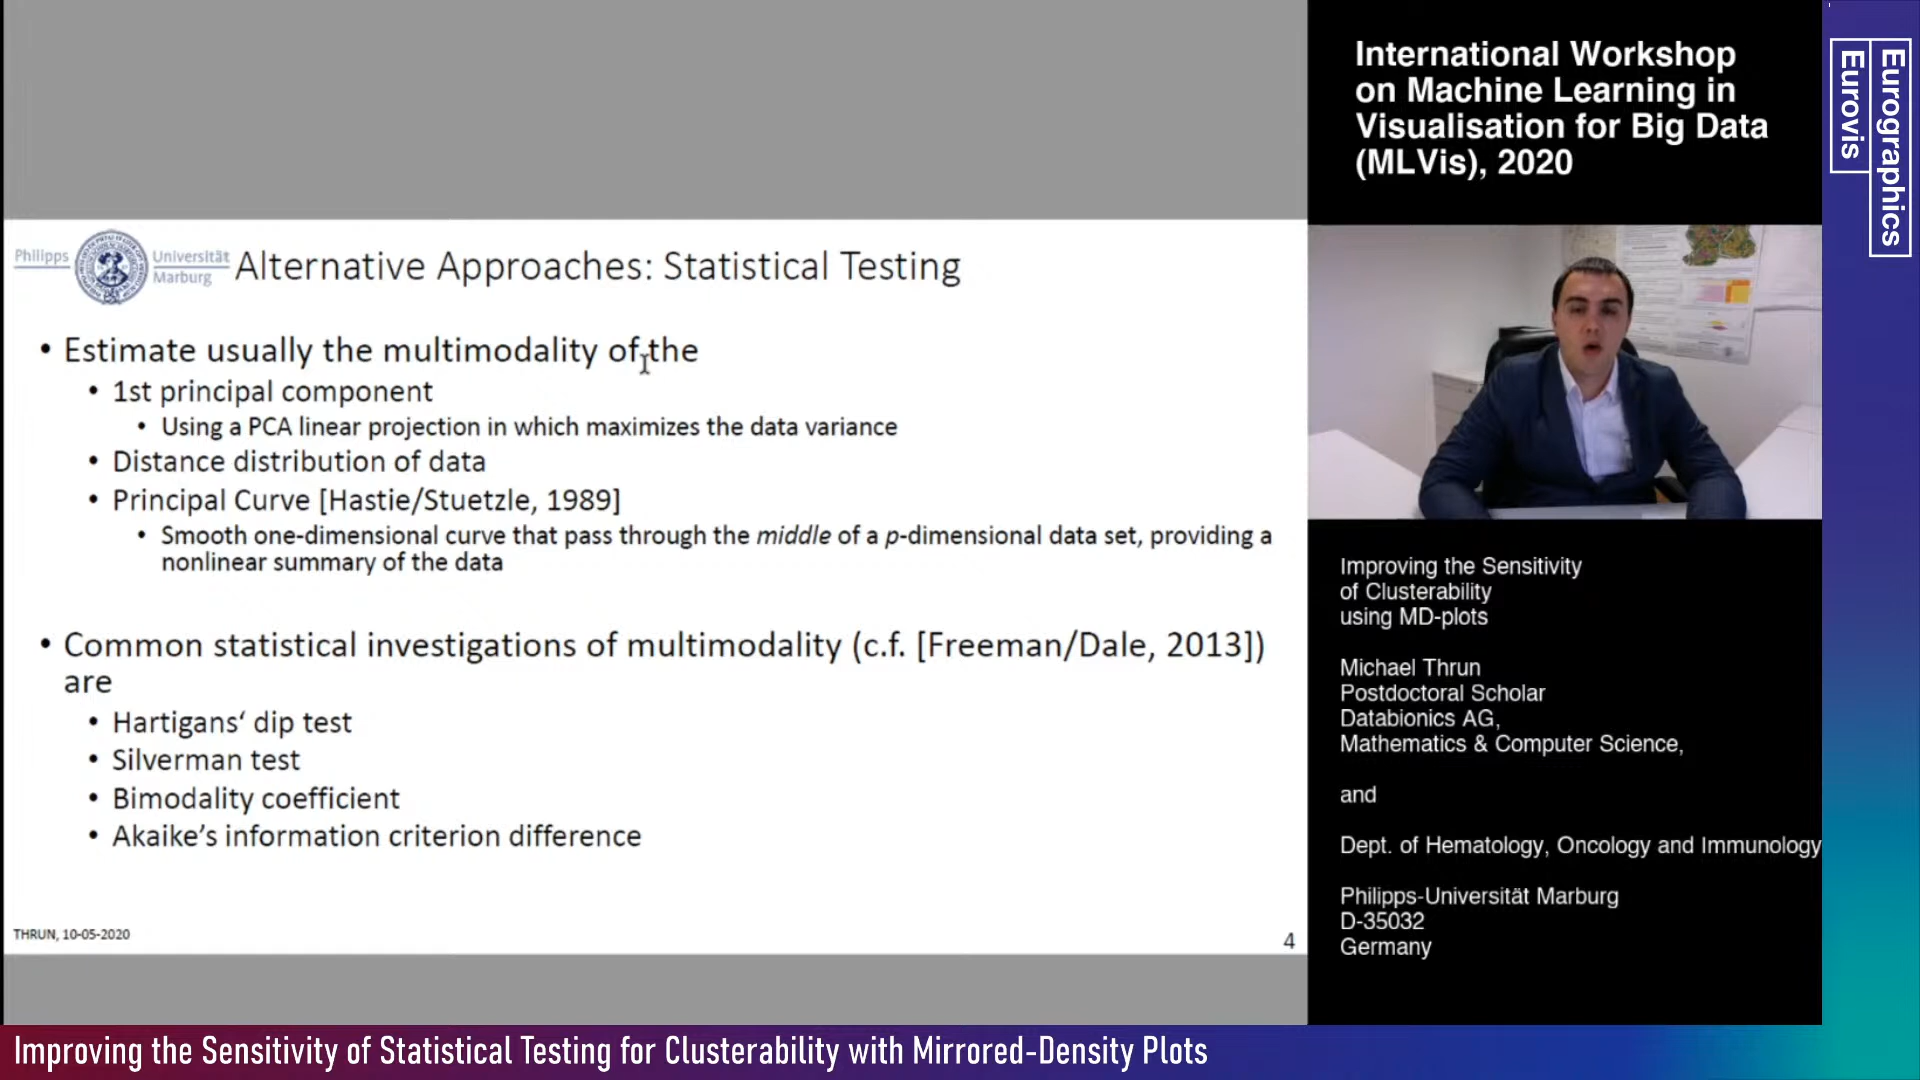 Philipps Universität
Marburg
Alternative Approaches: Statistical Testing
• Estimate usually the multimodality of the
• 1st principal component
• Using a PCA linear projection in which maximizes the data variance
• Distance distribution of data
• Principal Curve [Hastie/Stuetzle, 1989]
• Smooth one-dimensional curve that pass through the middle of a p-dimensional data set, providing a
nonlinear summary of the data
• Common statistical investigations of multimodality (c.f. [Freeman/Dale, 2013])
are
• Hartigans‘ dip test
• Silverman test
• Bimodality coefficient
• Akaike’s information criterion difference
THRUN, 10-05-2020
4
International Workshop
on Machine Learning in
Visualisation for Big Data
(MLVis), 2020
Improving the Sensitivity
of Clusterability
using MD-plots
Michael Thrun
Postdoctoral Scholar
Databionics AG,
Mathematics & Computer Science,
and
Dept. of Hematology, Oncology and Immunology
Philipps-Universität Marburg
D-35032
Germany
Eurographics
Eurovis
Improving the Sensitivity of Statistical Testing for Clusterability with Mirrored-Density Plots